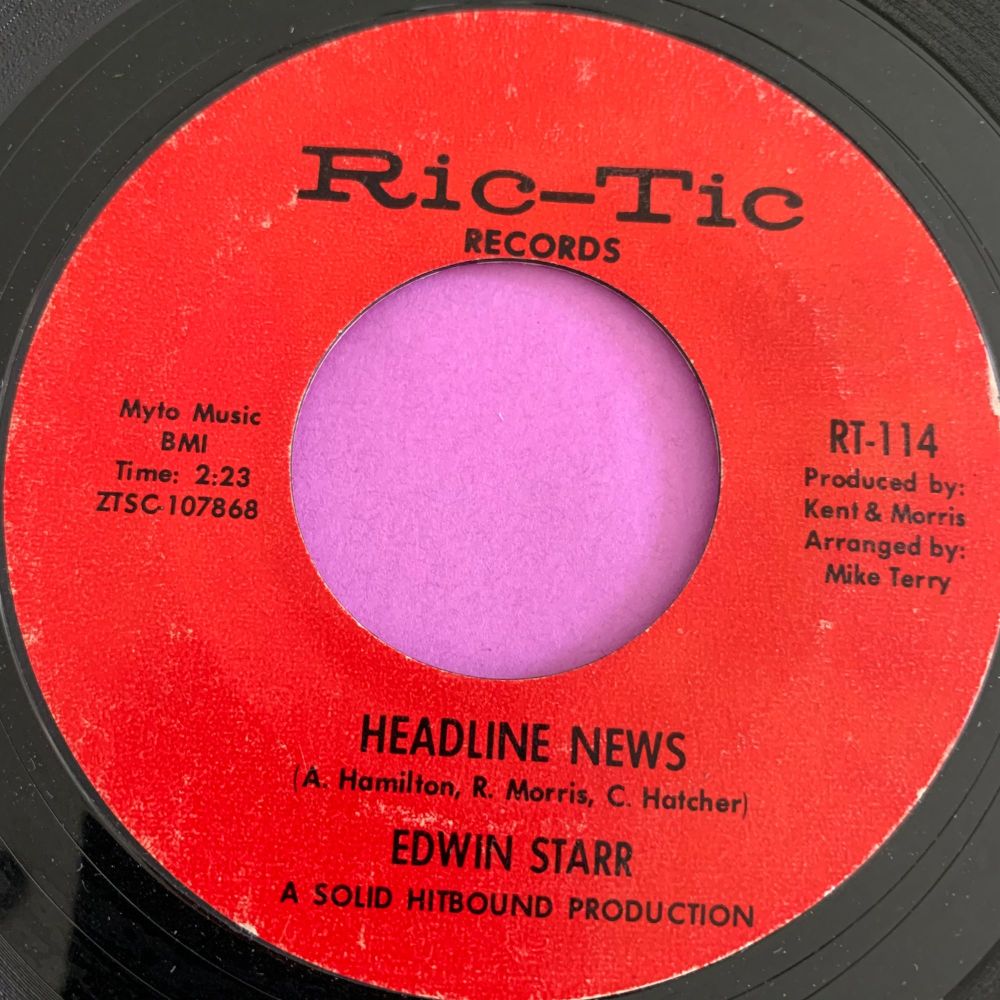 Ric-Tic
RECORDS
Myto Music
BMI
Time: 2:23
ZTSC-107868
RT-114
Produced by:
Kent & Morris
Arranged by:
Mike Terry
HEADLINE NEWS
(A. Hamilton, R. Morris, C. Hatcher)
EDWIN STARR
A SOLID HITBOUND PRODUCTION